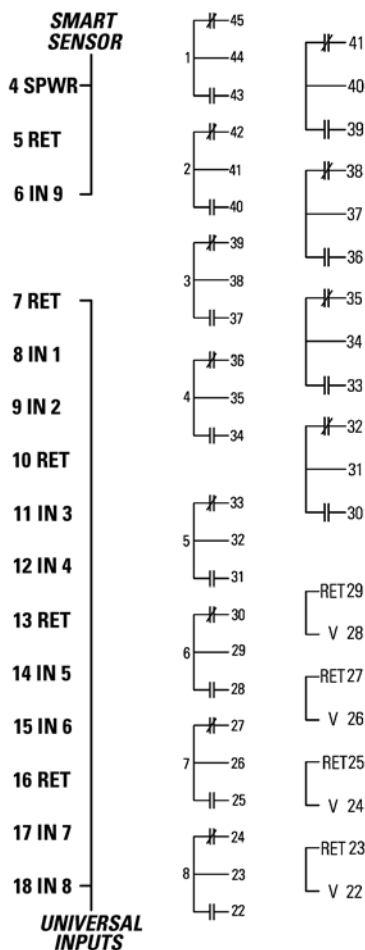 SMART
SENSOR
4 SPWR
5 RET
6 IN 9
7 RET
8 IN 1
9 IN 2
10 RET
11 IN 3
12 IN 4
13 RET
14 IN 5
15 IN 6
16 RET
17 IN 7
18 IN 8
UNIVERSAL
INPUTS
45
1 44
43
42
2 41
40
39
3 38
37
36
4 35
34
33
5 32
31
30
6 29
28
27
7 26
25
24
8 23
22
41
40
39
38
37
36
35
34
33
32
31
30
RET 29
V 28
RET 27
V 26
RET 25
V 24
RET 23
V 22